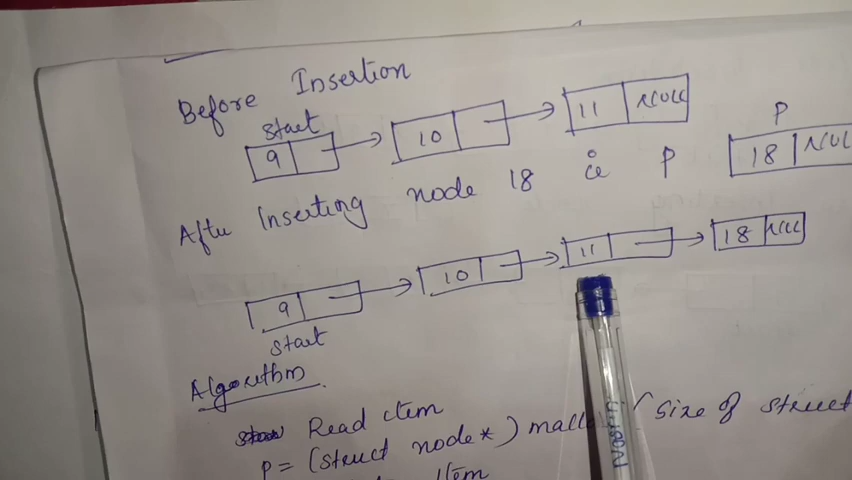 Before Insertion
start
9 10 11 NULL
P
18 NUL
After Inserting node 18 ie P
9 10 11 18 NULL
start
Algorithm
Read item
P = (struct node*) malloc (size of struct
Item